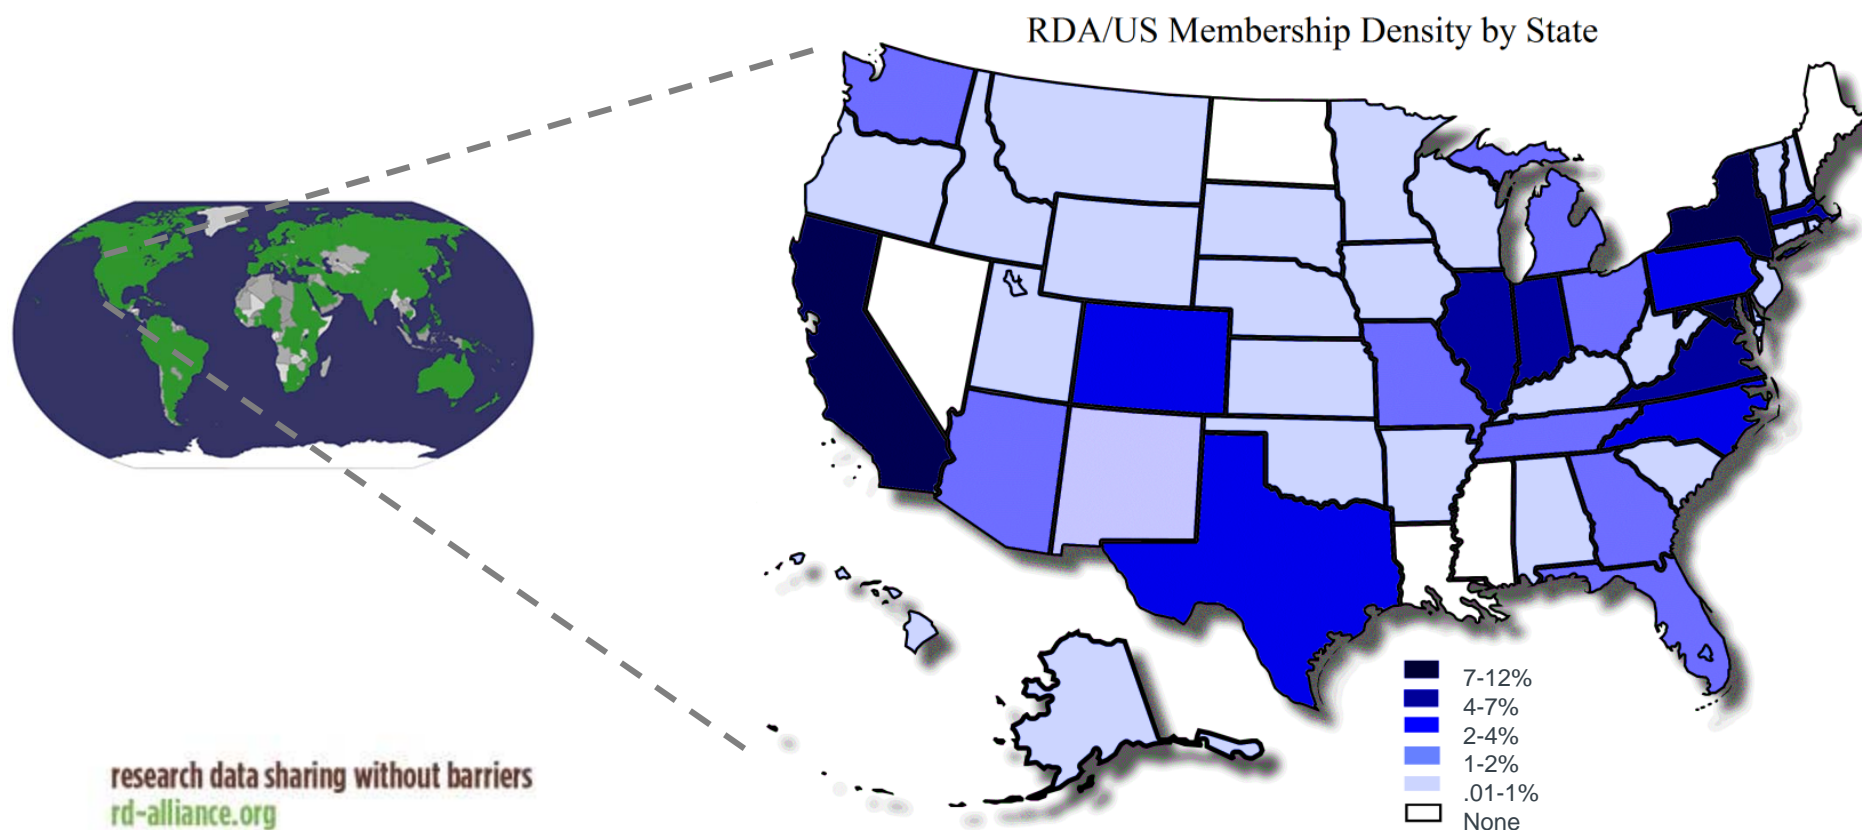 RDA/US Membership Density by State
7-12%
4-7%
2-4%
1-2%
.01-1%
None
research data sharing without barriers
rd-alliance.org